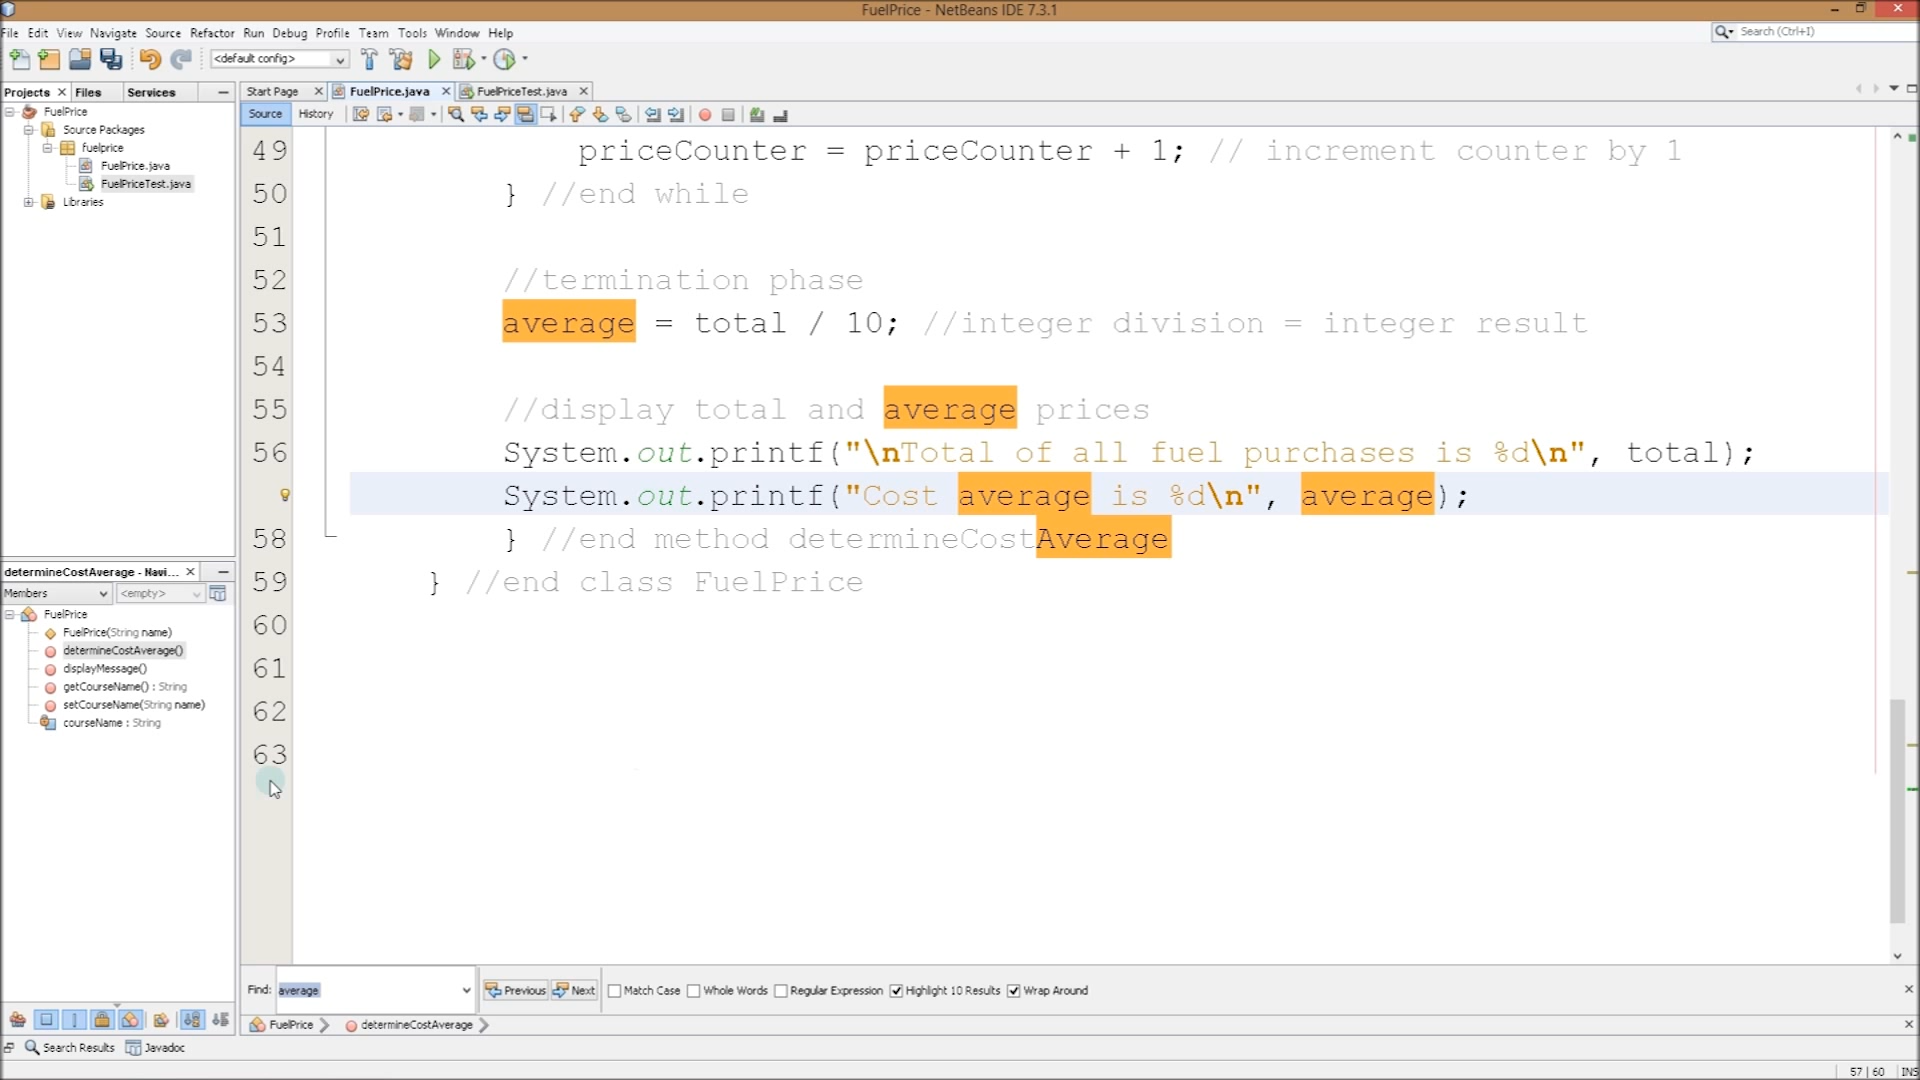 FuelPrice - NetBeans IDE 7.3.1
File Edit View Navigate Source Refactor Run Debug Profile Team Tools Window Help
Search (Ctrl+I)
<default config>
Projects Files Services
Start Page FuelPrice.java FuelPriceTest.java
Source History
FuelPrice
Source Packages
fuelprice
FuelPrice.java
FuelPriceTest.java
Libraries
49 priceCounter = priceCounter + 1; // increment counter by 1
50 } //end while
51
52 //termination phase
53 average = total / 10; //integer division = integer result
54
55 //display total and average prices
56 System.out.printf("\nTotal of all fuel purchases is %d\n", total);
System.out.printf("Cost average is %d\n", average);
58 } //end method determineCostAverage
59 } //end class FuelPrice
60
61
62
63
determineCostAverage - Navi...
Members <empty>
FuelPrice
FuelPrice(String name)
determineCostAverage()
displayMessage()
getCourseName() : String
setCourseName(String name)
courseName : String
Find: average Previous Next Match Case Whole Words Regular Expression Highlight 10 Results Wrap Around
FuelPrice determineCostAverage
Search Results Javadoc
57 | 60 INS